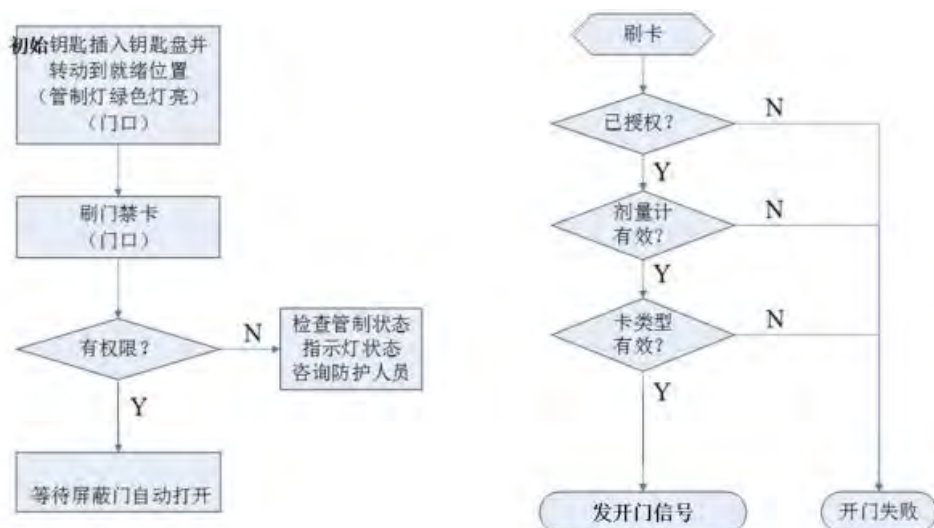 初始钥匙插入钥匙盘并
转动到就绪位置
（管制灯绿色灯亮）
（门口）
刷门禁卡
（门口）
有权限？
N
检查管制状态
指示灯状态
咨询防护人员
Y
等待屏蔽门自动打开
刷卡
已授权？
N
Y
剂量计
有效？
N
Y
卡类型
有效？
N
Y
发开门信号
开门失败